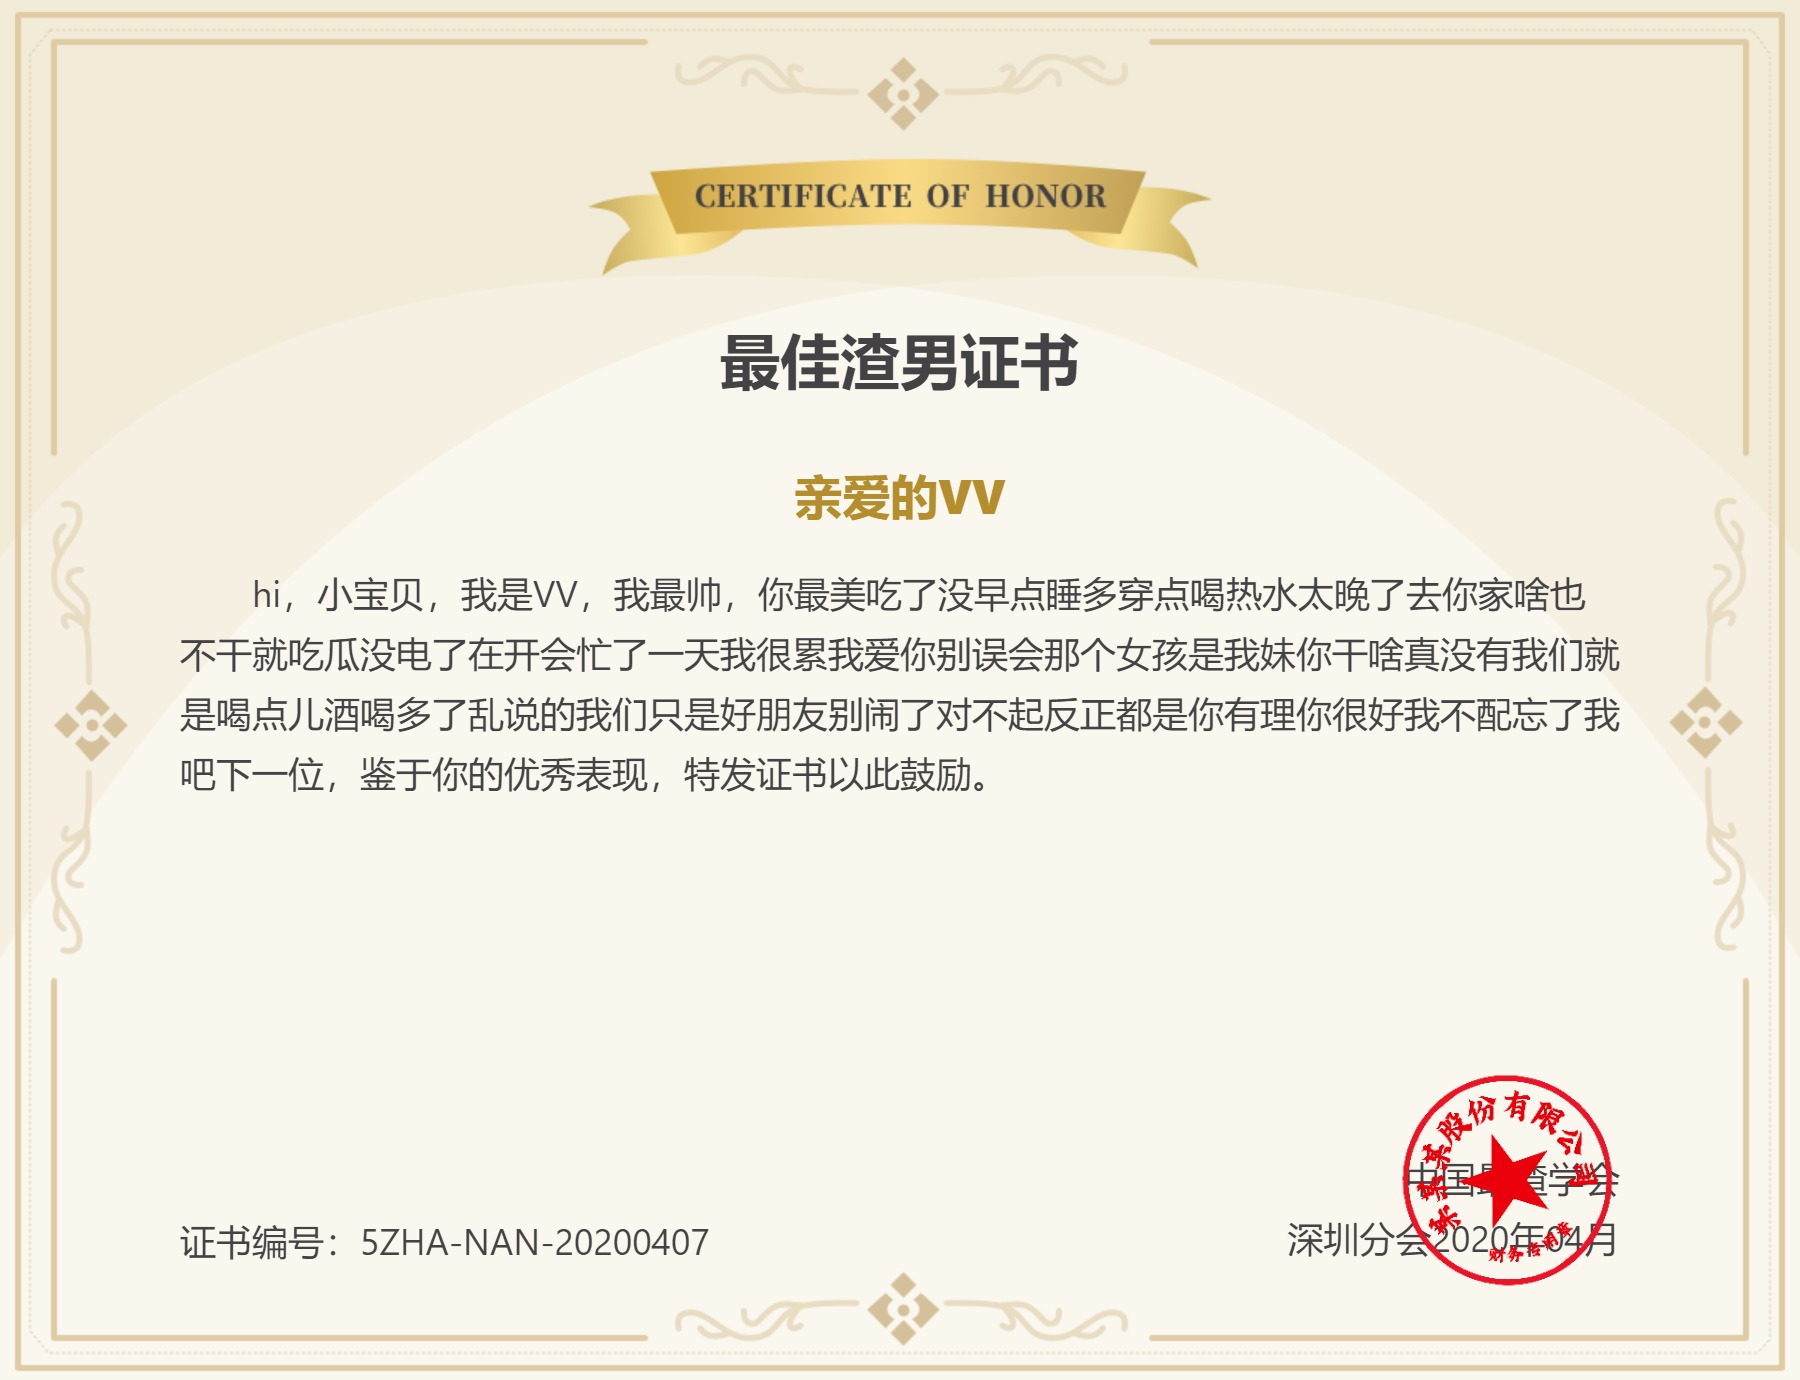 CERTIFICATE OF HONOR
最佳渣男证书
亲爱的VV
hi，小宝贝，我是VV，我最帅，你最美吃了没早点睡多穿点喝热水太晚了去你家啥也
不干就吃瓜没电了在开会忙了一天我很累我爱你别误会那个女孩是我妹你干啥真没有我们就
是喝点儿酒喝多了乱说的我们只是好朋友别闹了对不起反正都是你有理你很好我不配忘了我
吧下一位，鉴于你的优秀表现，特发证书以此鼓励。
某某某股份有限公司
中国最渣学会
证书编号：5ZHA-NAN-20200407
深圳分会2020年04月
财务专用章